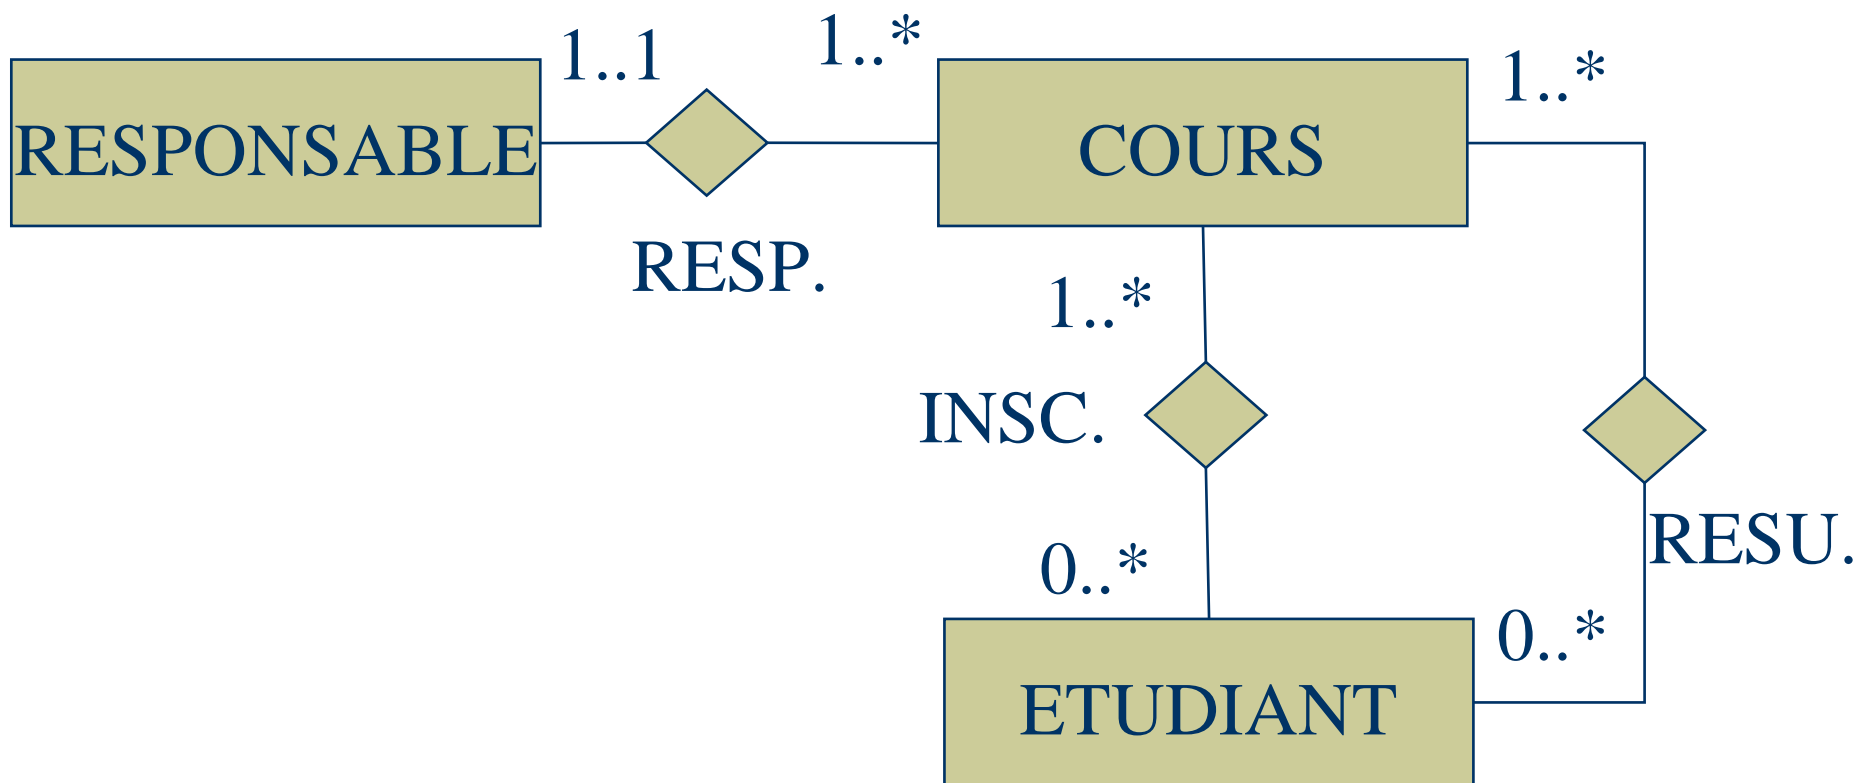 1..1
1..*
1..*
RESPONSABLE
COURS
RESP.
1..*
INSC.
RESU.
0..*
0..*
ETUDIANT